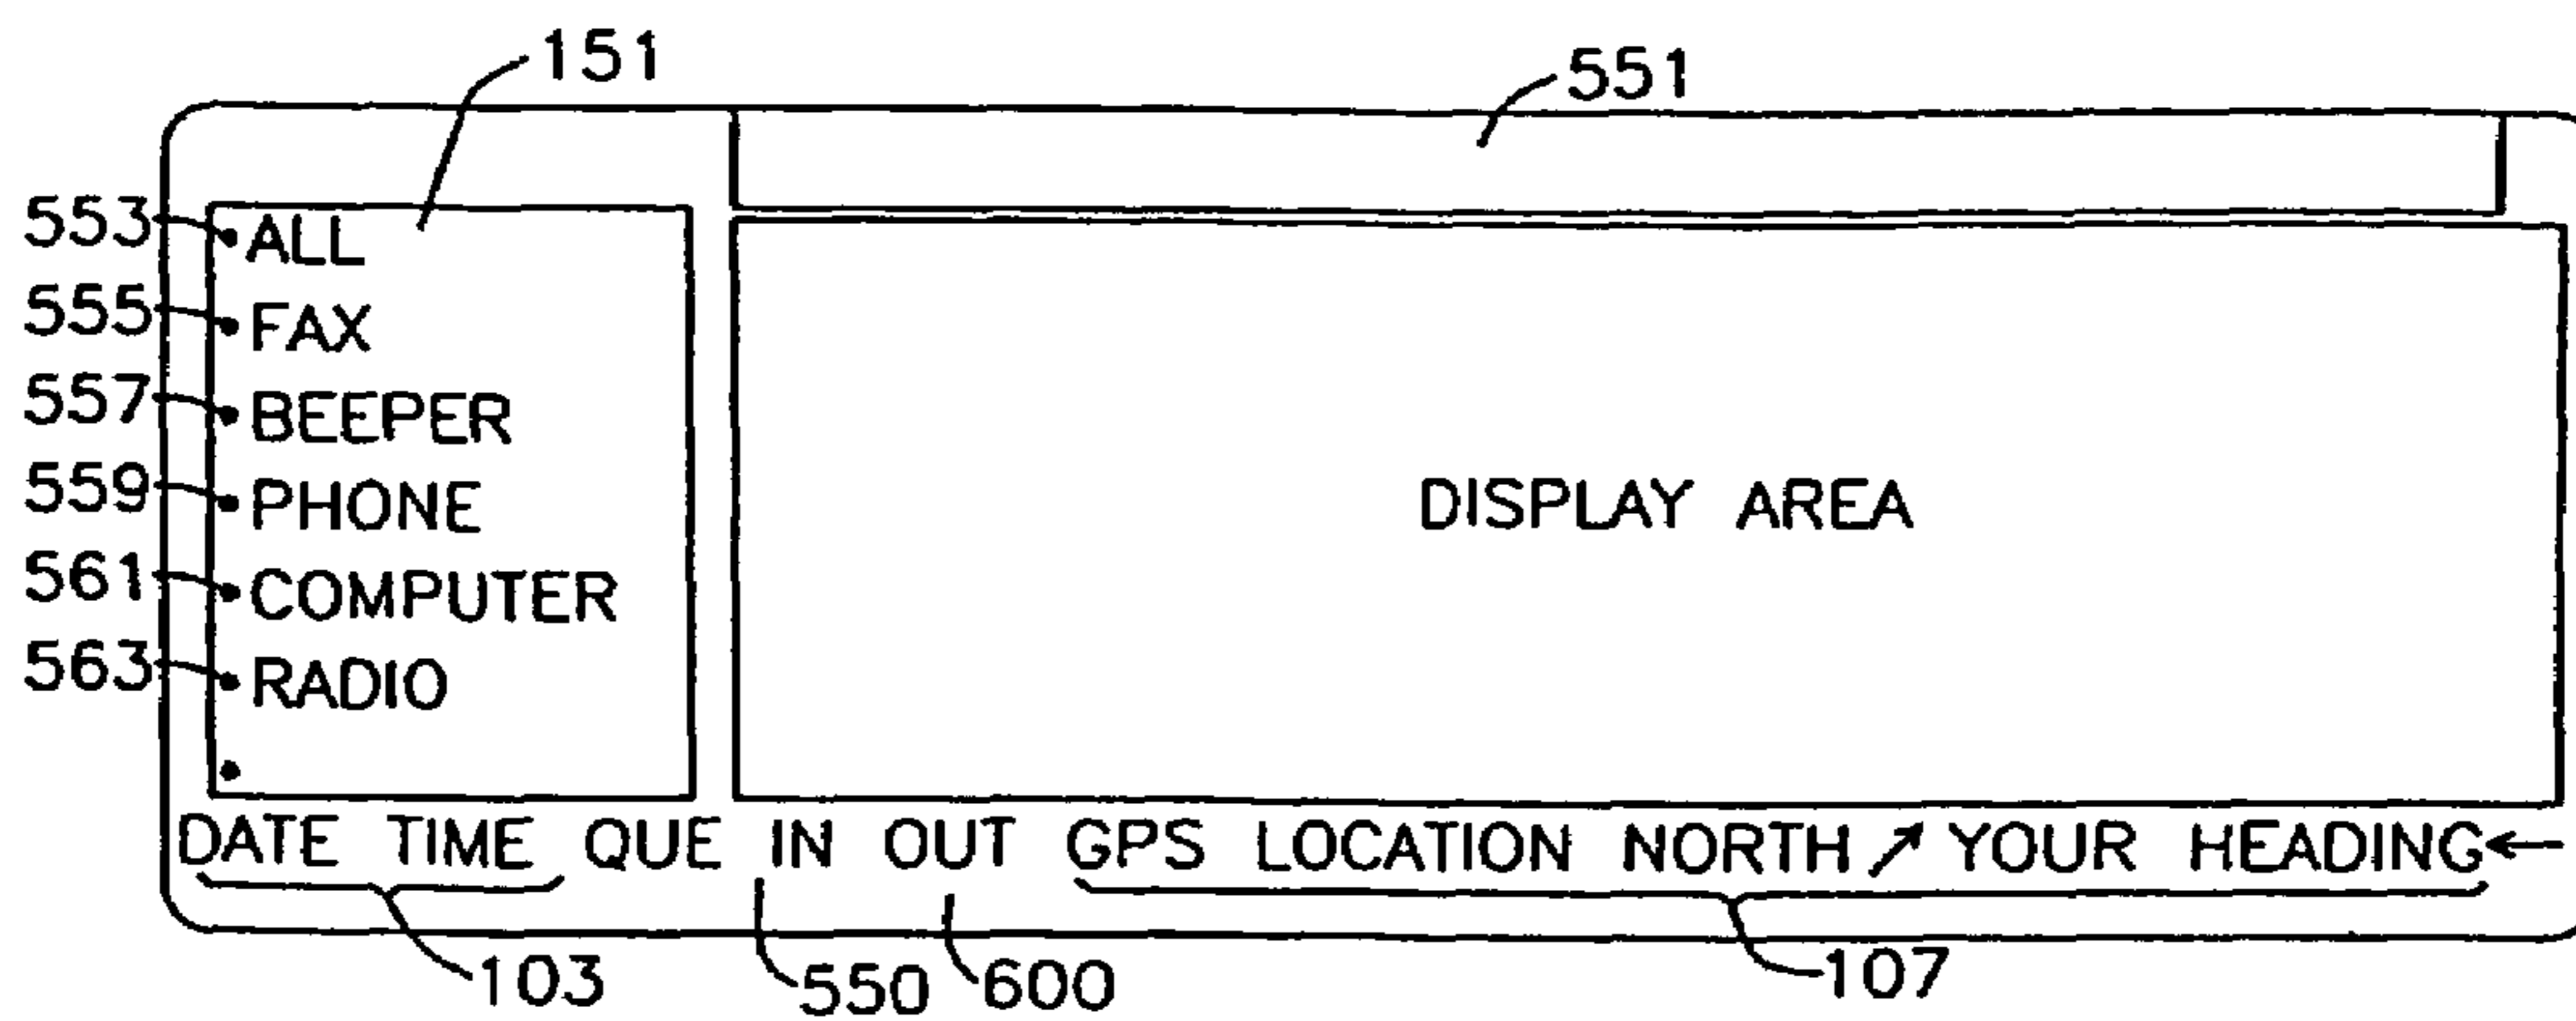 151
551
553 ALL
555 FAX
557 BEEPER
559 PHONE
DISPLAY AREA
561 COMPUTER
563 RADIO
DATE TIME QUE IN OUT GPS LOCATION NORTH ↗ YOUR HEADING ←
103 550 600 107